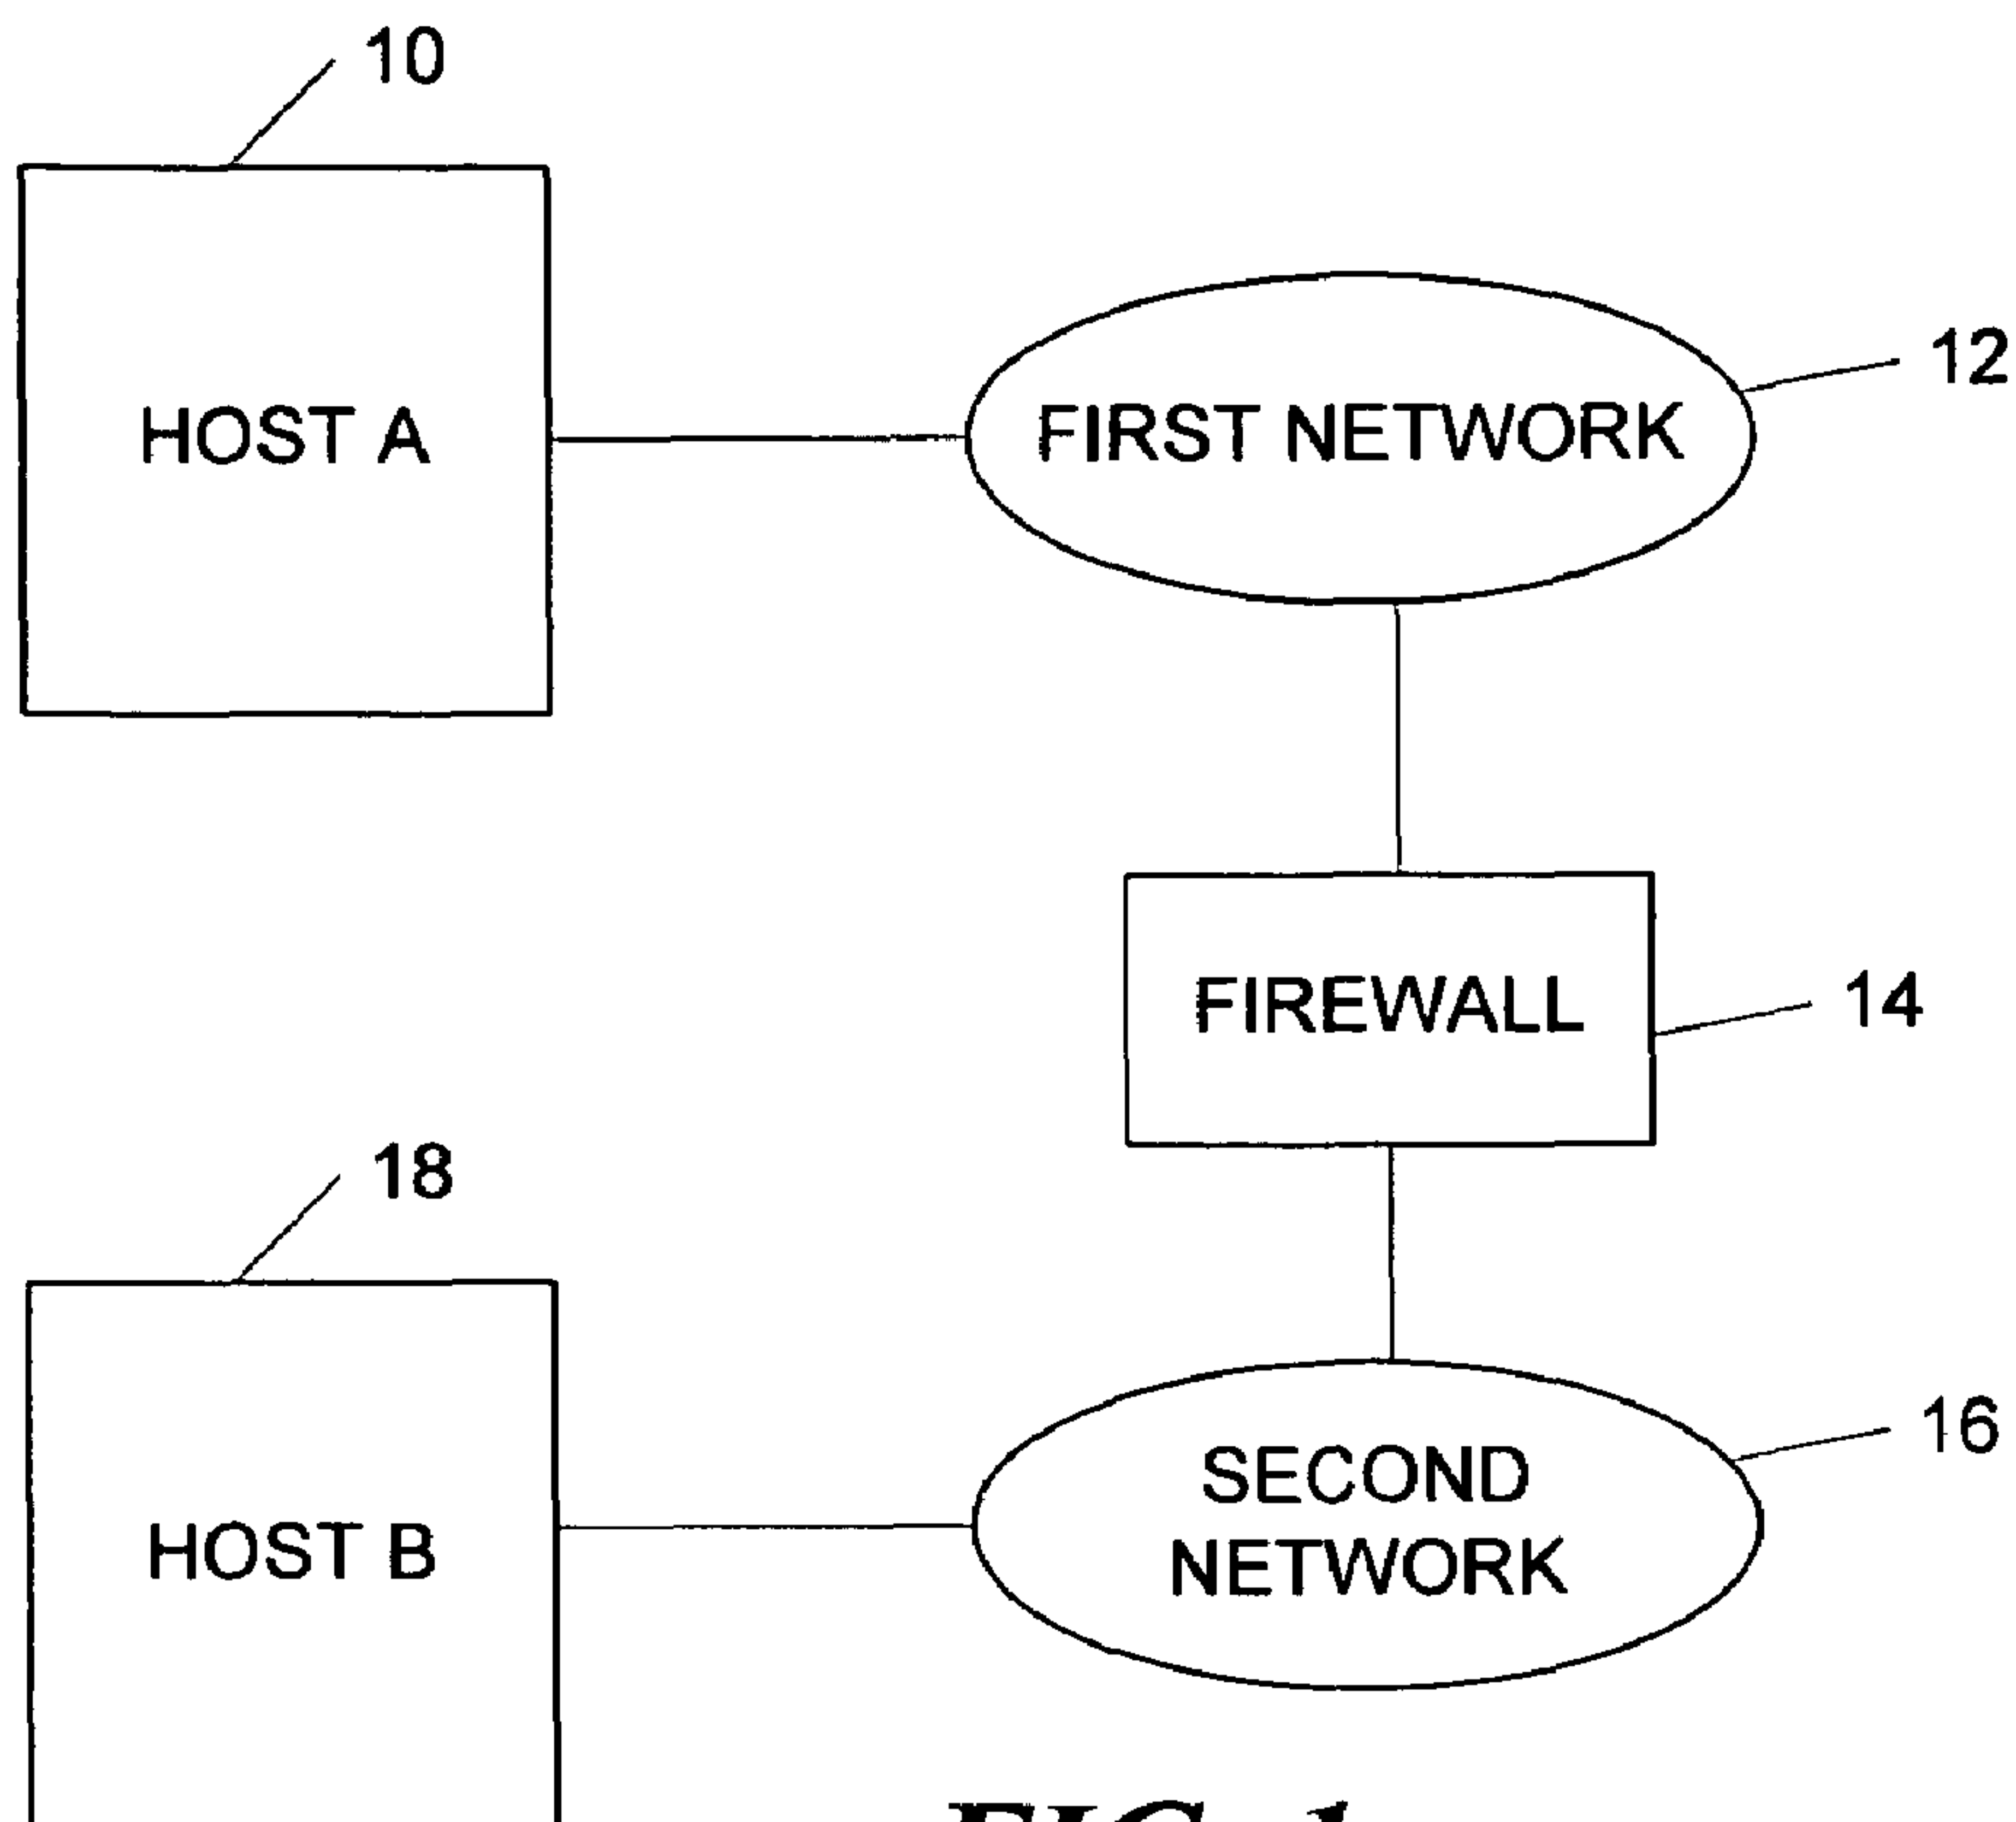 10
HOST A
FIRST NETWORK
12
FIREWALL
14
18
HOST B
SECOND
NETWORK
16